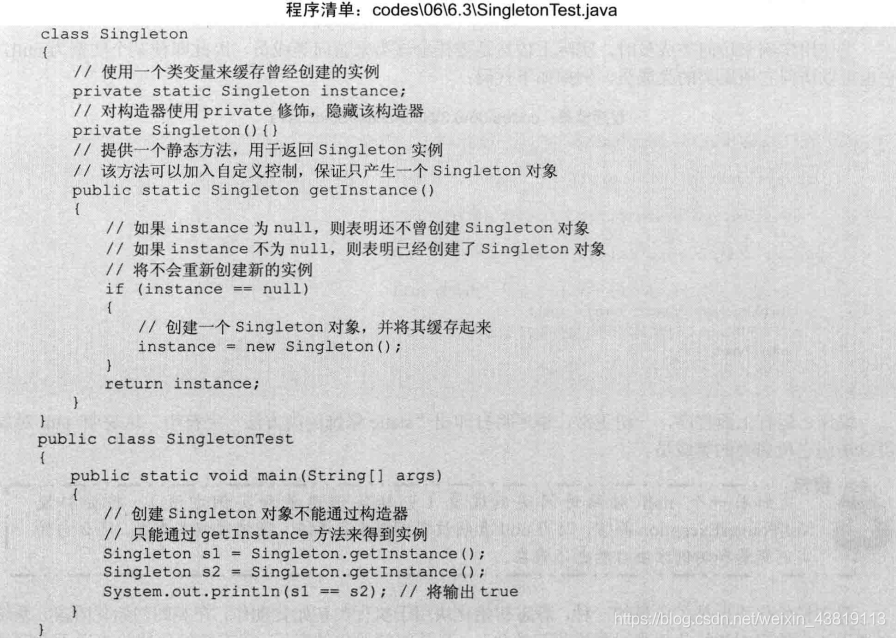 程序清单：codes\06\6.3\SingletonTest.java
class Singleton
{
// 使用一个类变量来缓存曾经创建的实例
private static Singleton instance;
// 对构造器使用 private 修饰，隐藏该构造器
private Singleton(){}
// 提供一个静态方法，用于返回 Singleton 实例
// 该方法可以加入自定义控制，保证只产生一个 Singleton 对象
public static Singleton getInstance()
{
// 如果 instance 为 null，则表明还不曾创建 Singleton 对象
// 如果 instance 不为 null，则表明已经创建了 Singleton 对象
// 将不会重新创建新的实例
if (instance == null)
{
// 创建一个 Singleton 对象，并将其缓存起来
instance = new Singleton();
}
return instance;
}
}
public class SingletonTest
{
public static void main(String[] args)
{
// 创建 Singleton 对象不能通过构造器
// 只能通过 getInstance 方法来得到实例
Singleton s1 = Singleton.getInstance();
Singleton s2 = Singleton.getInstance();
System.out.println(s1 == s2); // 将输出 true
}
}
https://blog.csdn.net/weixin_43819113